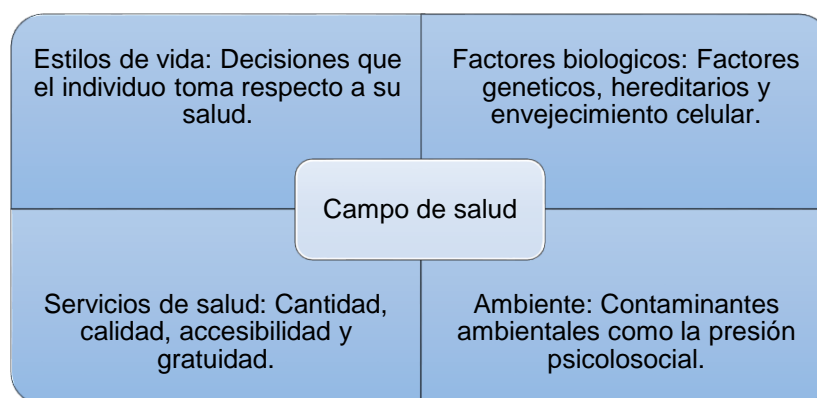 Estilos de vida: Decisiones que
el individuo toma respecto a su
salud.
Factores biologicos: Factores
geneticos, hereditarios y
envejecimiento celular.
Campo de salud
Servicios de salud: Cantidad,
calidad, accesibilidad y
gratuidad.
Ambiente: Contaminantes
ambientales como la presión
psicolosocial.